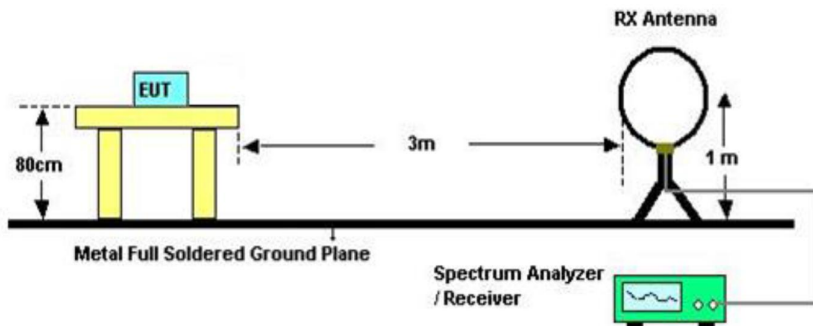 RX Antenna
EUT
3m
80cm
1 m
Metal Full Soldered Ground Plane
Spectrum Analyzer
/ Receiver